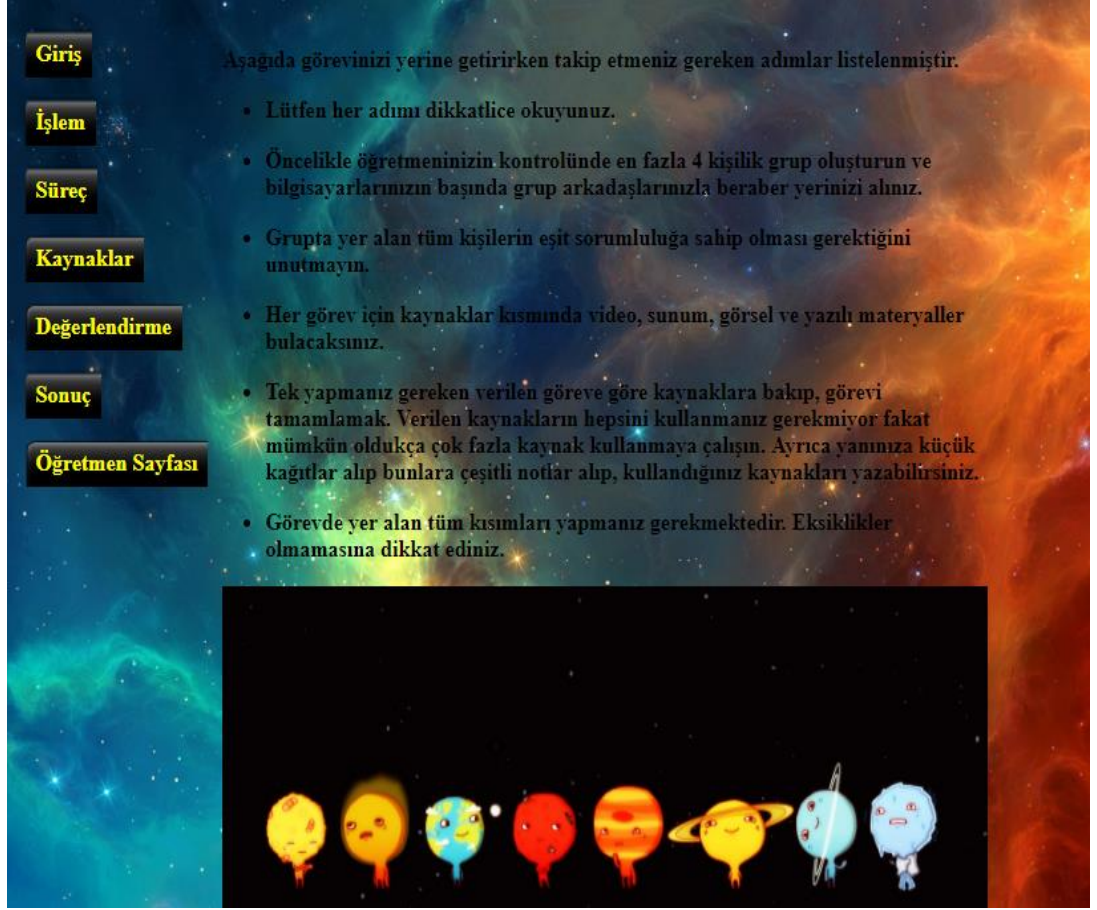 Giriş
İşlem
Süreç
Kaynaklar
Değerlendirme
Sonuç
Öğretmen Sayfası
Aşağıda görevinizi yerine getirirken takip etmeniz gereken adımlar listelenmiştir.
• Lütfen her adımı dikkatlice okuyunuz.
• Öncelikle öğretmeninizin kontrolünde en fazla 4 kişilik grup oluşturun ve
bilgisayarlarınızın başında grup arkadaşlarınızla beraber yerinizi alınız.
• Grupta yer alan tüm kişilerin eşit sorumluluğa sahip olması gerektiğini
unutmayın.
• Her görev için kaynaklar kısmında video, sunum, görsel ve yazılı materyaller
bulacaksınız.
• Tek yapmanız gereken verilen göreve göre kaynaklara bakıp, görevi
tamamlamak. Verilen kaynakların hepsini kullanmanız gerekmiyor fakat
mümkün oldukça çok fazla kaynak kullanmaya çalışın. Ayrıca yanınıza küçük
kağıtlar alıp bunlara çeşitli notlar alıp, kullandığınız kaynakları yazabilirsiniz.
• Görevde yer alan tüm kısımları yapmanız gerekmektedir. Eksiklikler
olmamasına dikkat ediniz.